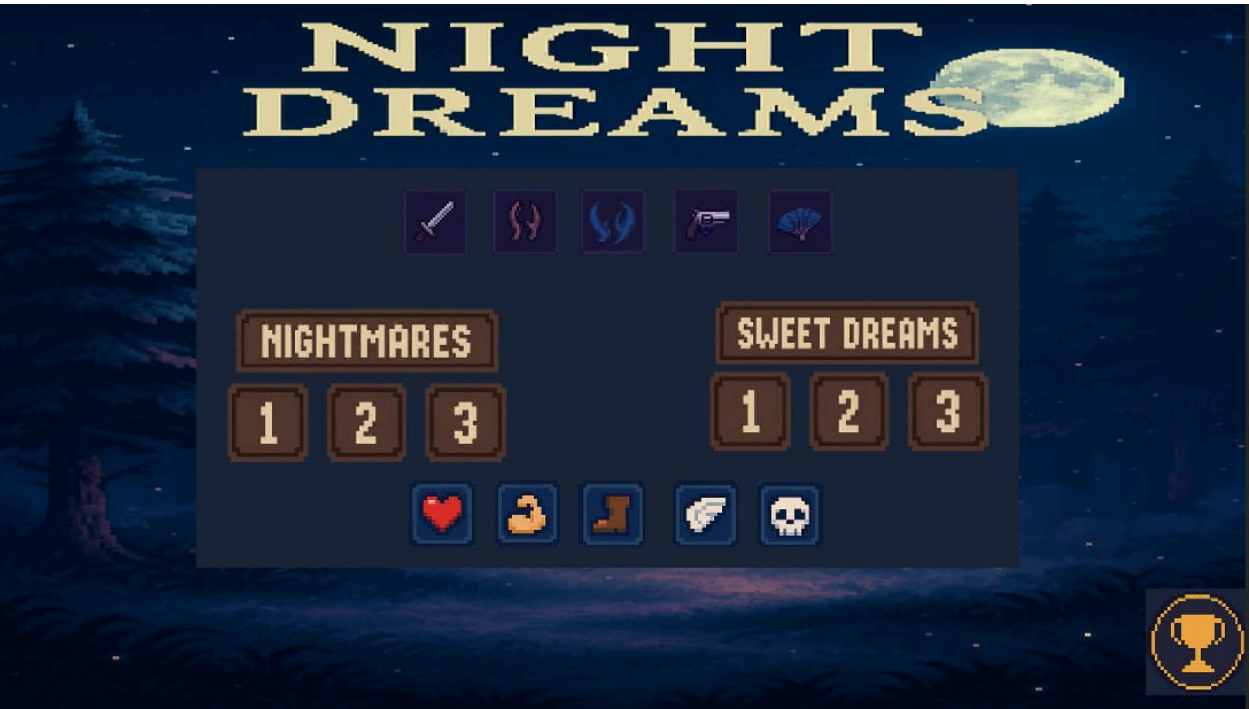 NIGHT
DREAMS
NIGHTMARES
1 2 3
SWEET DREAMS
1 2 3